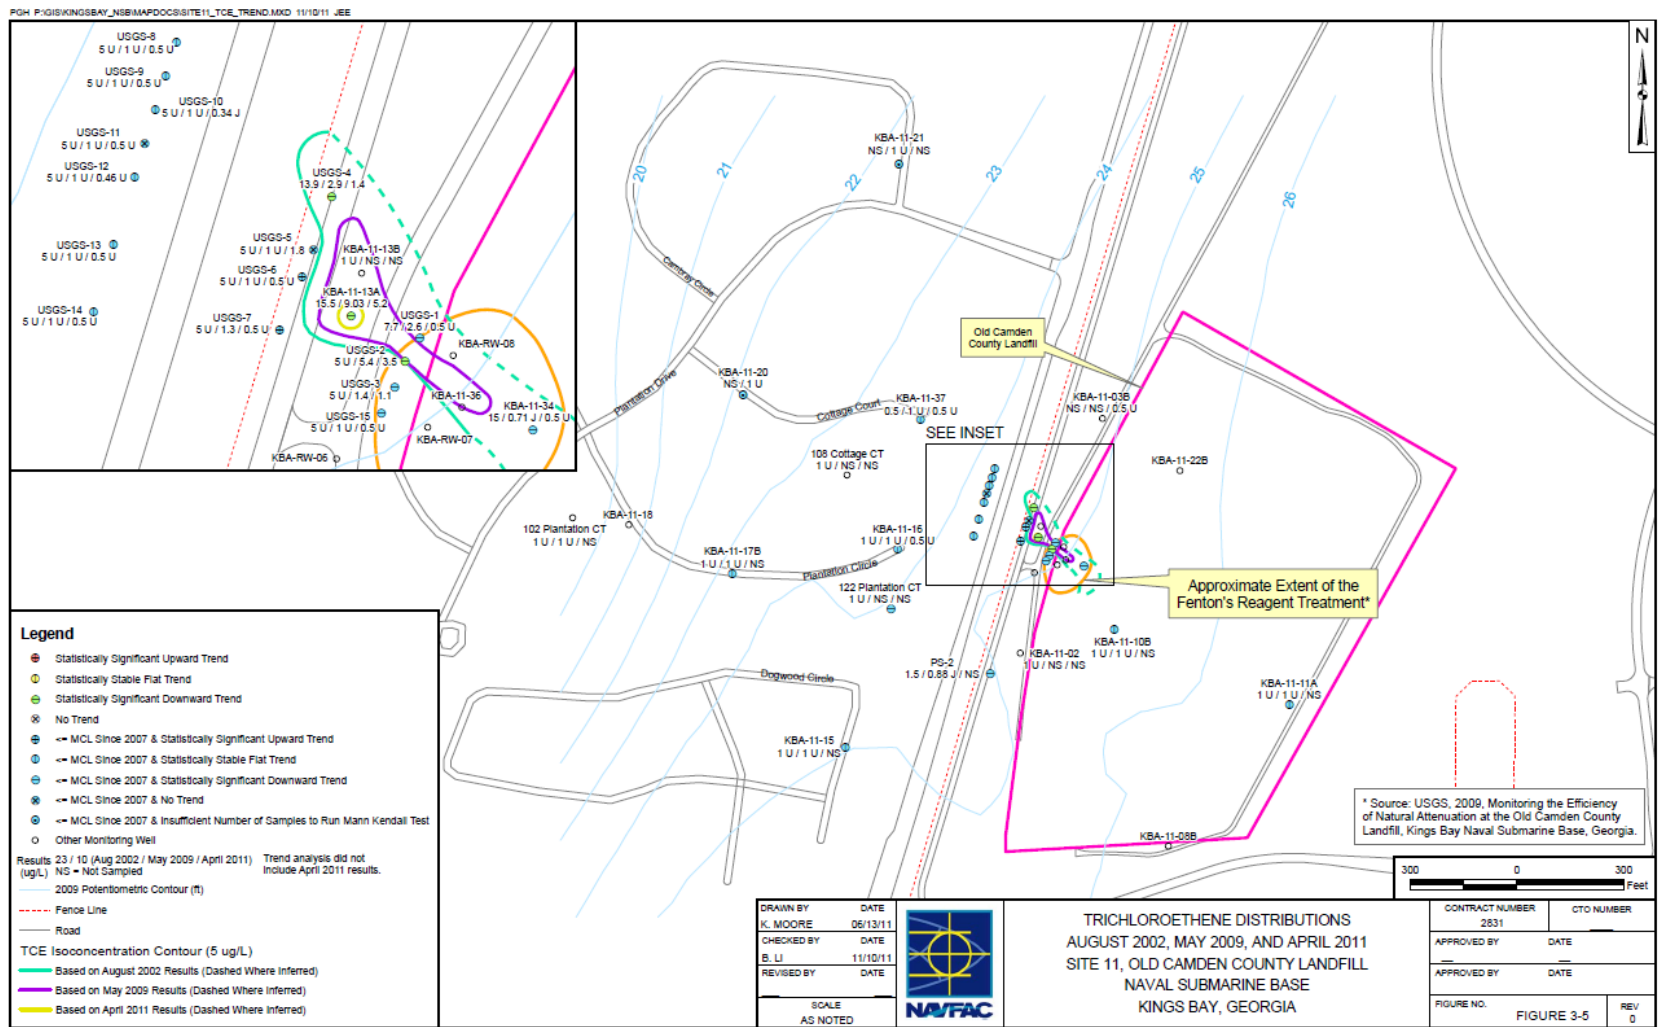 PGH P:\GIS\KINGSBAY_NSB\MAPDOCS\SITE11_TCE_TREND.MXD 11/10/11 JEE
USGS-8
5 U / 1 U / 0.5 U
USGS-9
5 U / 1 U / 0.5 U
USGS-10
5 U / 1 U / 0.34 J
USGS-11
5 U / 1 U / 0.5 U
USGS-12
5 U / 1 U / 0.46 U
USGS-13
5 U / 1 U / 0.5 U
USGS-14
5 U / 1 U / 0.5 U
USGS-4
13.9 / 2.9 / 1.4
USGS-5
5 U / 1 U / 1.8
USGS-6
5 U / 1 U / 0.5 U
USGS-7
5 U / 1.3 / 0.5 U
KBA-11-13B
1 U / NS / NS
KBA-11-13A
15.5 / 9.03 / 5.2
USGS-1
7.7 / 2.6 / 0.5 U
USGS-2
5 U / 5.4 / 3.5
USGS-3
5 U / 1.4 / 1.1
USGS-15
5 U / 1 U / 0.5 U
KBA-RW-08
KBA-11-36
KBA-11-34
15 / 0.71 J / 0.5 U
KBA-RW-07
KBA-RW-06
N
20
21
22
23
24
25
26
KBA-11-21
NS / 1 U / NS
Cambray Circle
Plantation Drive
KBA-11-20
NS / 1 U
Cottage Court
KBA-11-37
0.5 / 1 U / 0.5 U
SEE INSET
Old Camden
County Landfill
KBA-11-03B
NS / NS / 0.5 U
KBA-11-22B
108 Cottage CT
1 U / NS / NS
102 Plantation CT
1 U / 1 U / NS
KBA-11-18
KBA-11-16
1 U / 1 U / 0.5 U
KBA-11-17B
1 U / 1 U / NS
Plantation Circle
122 Plantation CT
1 U / NS / NS
Approximate Extent of the
Fenton's Reagent Treatment*
KBA-11-10B
1 U / 1 U / NS
KBA-11-02
1 U / NS / NS
PS-2
1.5 / 0.88 J / NS
KBA-11-11A
1 U / 1 U / NS
Dogwood Circle
KBA-11-15
1 U / 1 U / NS
KBA-11-08B
* Source: USGS, 2009, Monitoring the Efficiency
of Natural Attenuation at the Old Camden County
Landfill, Kings Bay Naval Submarine Base, Georgia.
300 0 300
Feet
Legend
Statistically Significant Upward Trend
Statistically Stable Flat Trend
Statistically Significant Downward Trend
No Trend
<= MCL Since 2007 & Statistically Significant Upward Trend
<= MCL Since 2007 & Statistically Stable Flat Trend
<= MCL Since 2007 & Statistically Significant Downward Trend
<= MCL Since 2007 & No Trend
<= MCL Since 2007 & Insufficient Number of Samples to Run Mann Kendall Test
Other Monitoring Well
Results 23 / 10 (Aug 2002 / May 2009 / April 2011) Trend analysis did not
(ug/L) NS = Not Sampled include April 2011 results.
2009 Potentiometric Contour (ft)
Fence Line
Road
TCE Isoconcentration Contour (5 ug/L)
Based on August 2002 Results (Dashed Where Inferred)
Based on May 2009 Results (Dashed Where Inferred)
Based on April 2011 Results (Dashed Where Inferred)
DRAWN BY DATE
K. MOORE 06/13/11
CHECKED BY DATE
B. LI 11/10/11
REVISED BY DATE
SCALE
AS NOTED
NAVFAC
TRICHLOROETHENE DISTRIBUTIONS
AUGUST 2002, MAY 2009, AND APRIL 2011
SITE 11, OLD CAMDEN COUNTY LANDFILL
NAVAL SUBMARINE BASE
KINGS BAY, GEORGIA
CONTRACT NUMBER CTO NUMBER
2831
APPROVED BY DATE
APPROVED BY DATE
FIGURE NO. REV
FIGURE 3-5 0